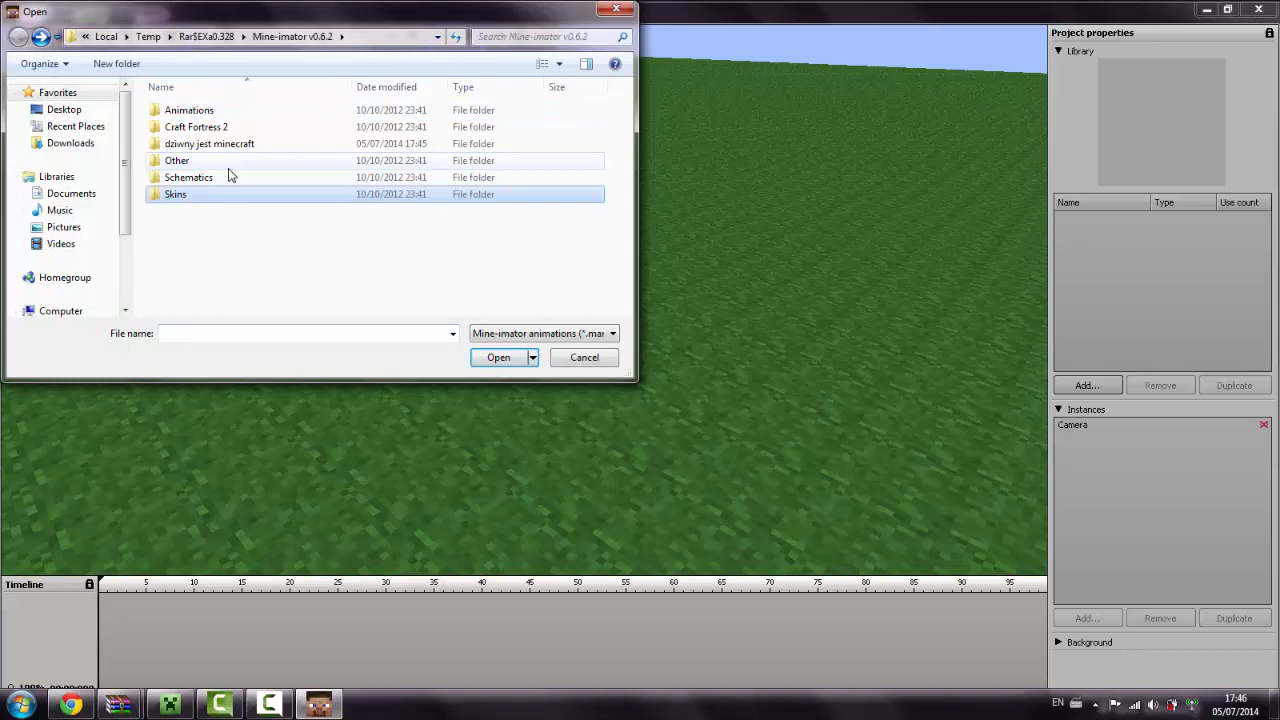 Open
Local Temp Rar$EXa0.328 Mine-imator v0.6.2
Search Mine-imator v0.6.2
Organize New folder
Name Date modified Type Size
Animations 10/10/2012 23:41 File folder
Craft Fortress 2 10/10/2012 23:41 File folder
dziwny jest minecraft 05/07/2014 17:45 File folder
Other 10/10/2012 23:41 File folder
Schematics 10/10/2012 23:41 File folder
Skins 10/10/2012 23:41 File folder
Favorites
Desktop
Recent Places
Downloads
Libraries
Documents
Music
Pictures
Videos
Homegroup
Computer
File name: Mine-imator animations (*.mar
Open Cancel
Project properties
Library
Name Type Use count
Add... Remove Duplicate
Instances
Camera
Add... Remove Duplicate
Background
Timeline
5 10 15 20 25 30 35 40 45 50 55 60 65 70 75 80 85 90 95
EN
17:46
05/07/2014